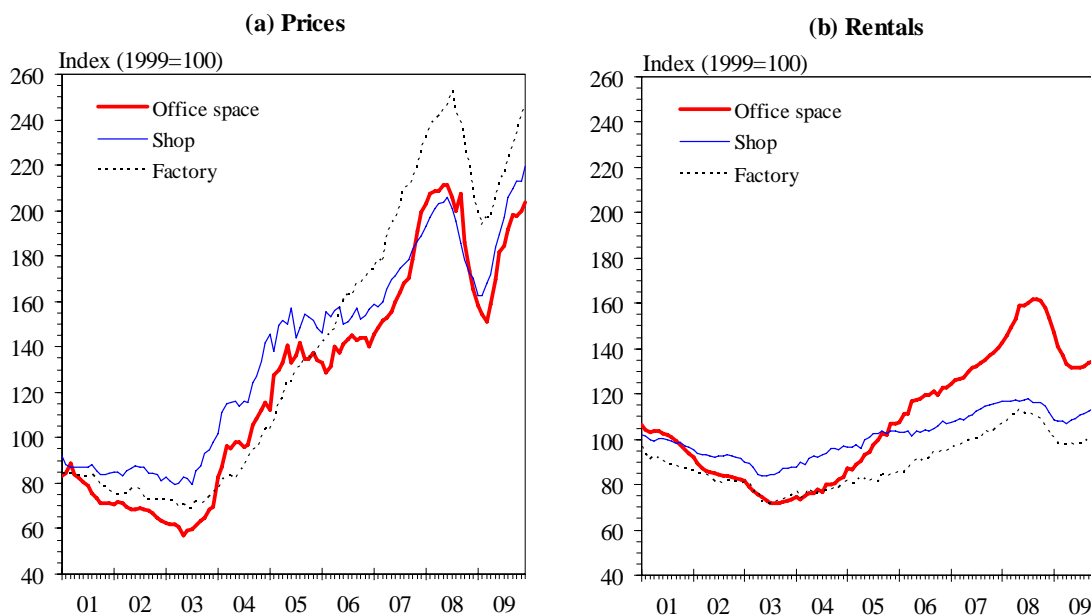 (a) Prices
Index (1999=100)
260
240
220
200
180
160
140
120
100
80
60
40
Office space
Shop
Factory
01 02 03 04 05 06 07 08 09
(b) Rentals
Index (1999=100)
260
240
220
200
180
160
140
120
100
80
60
40
Office space
Shop
Factory
01 02 03 04 05 06 07 08 09